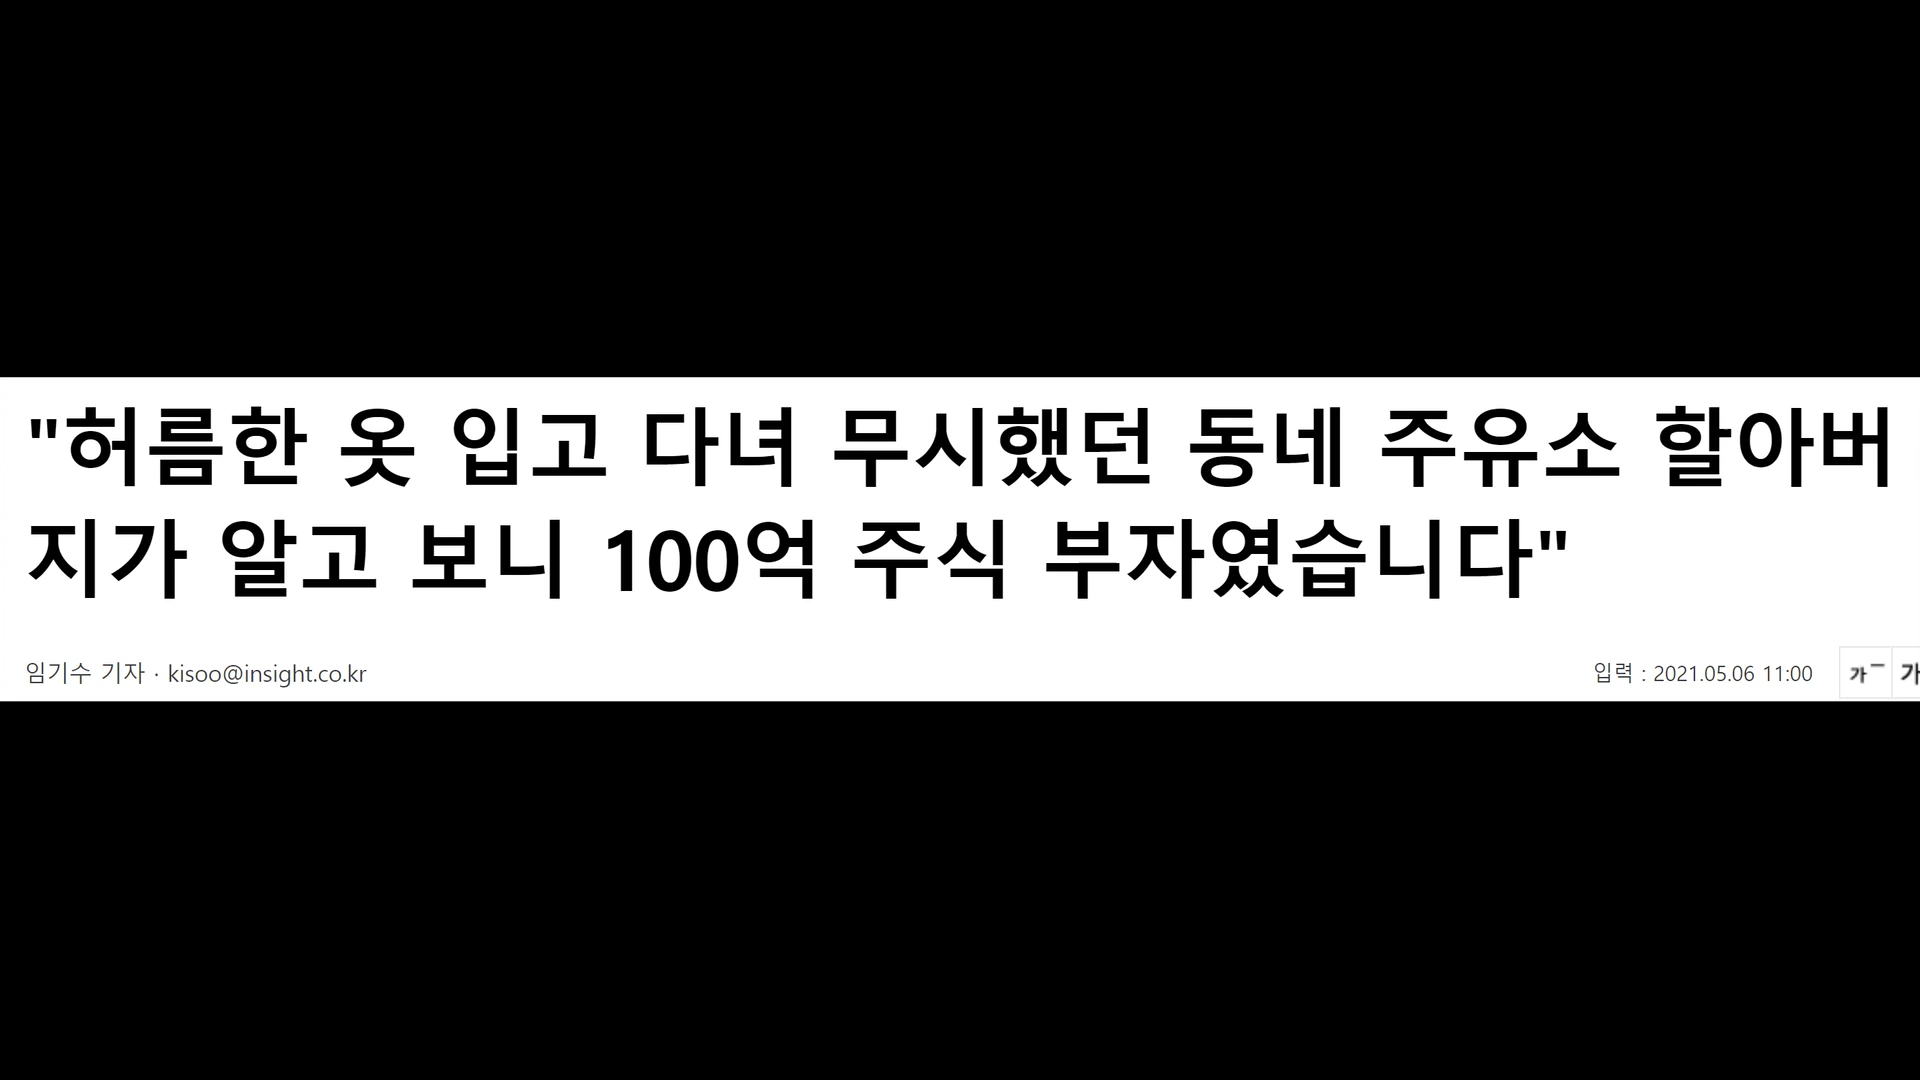 "허름한 옷 입고 다녀 무시했던 동네 주유소 할아버
지가 알고 보니 100억 주식 부자였습니다"
임기수 기자 · kisoo@insight.co.kr
입력 : 2021.05.06 11:00
가- 가